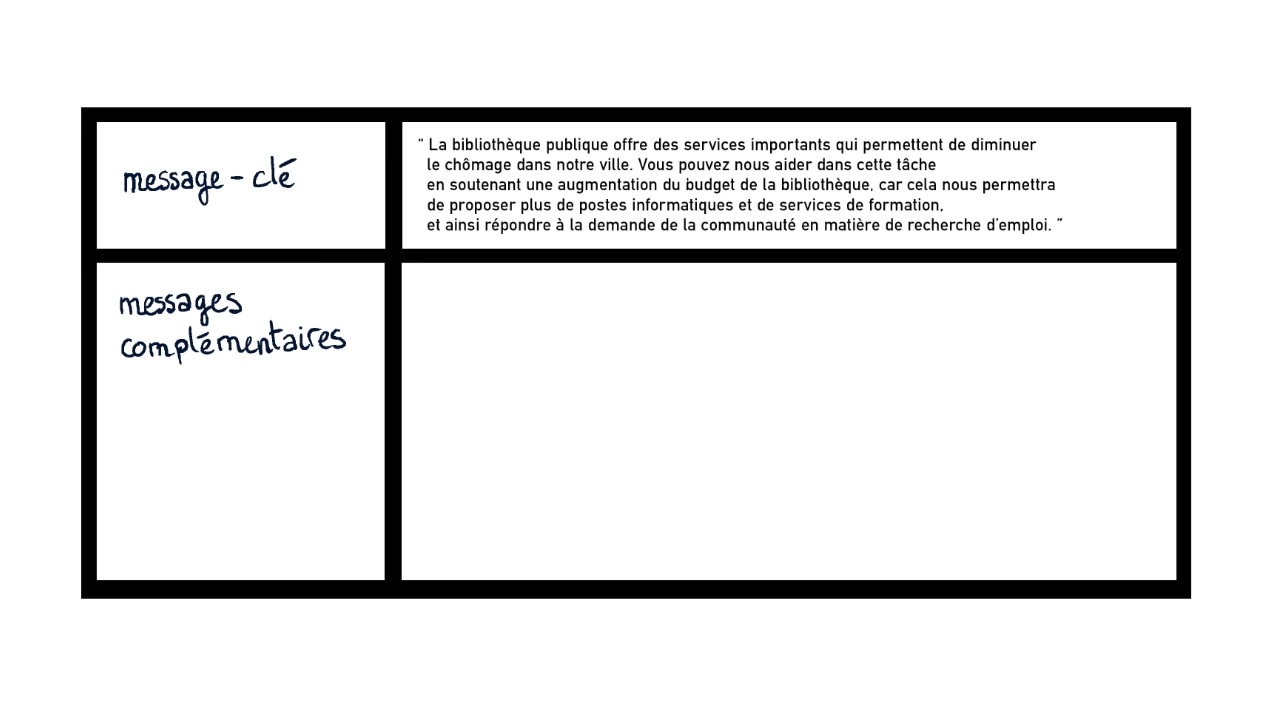 message - clé
“ La bibliothèque publique offre des services importants qui permettent de diminuer
le chômage dans notre ville. Vous pouvez nous aider dans cette tâche
en soutenant une augmentation du budget de la bibliothèque, car cela nous permettra
de proposer plus de postes informatiques et de services de formation,
et ainsi répondre à la demande de la communauté en matière de recherche d'emploi. ”
messages
complémentaires